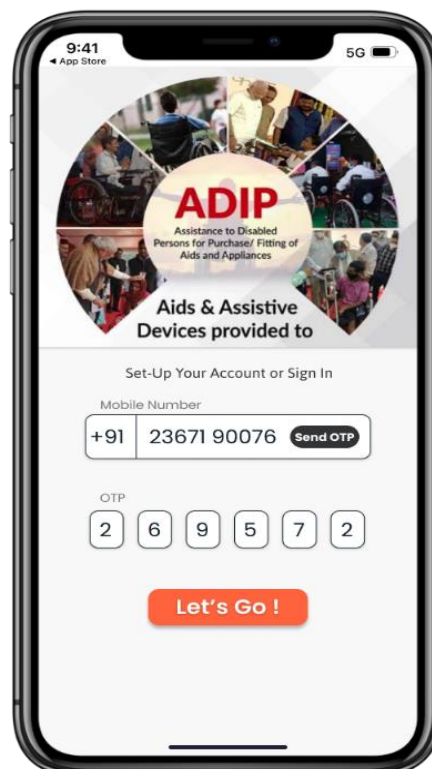 9:41
5G
◀ App Store
ADIP
Assistance to Disabled
Persons for Purchase/ Fitting of
Aids and Appliances
Aids & Assistive
Devices provided to
Set-Up Your Account or Sign In
Mobile Number
+91 23671 90076 Send OTP
OTP
2 6 9 5 7 2
Let's Go !